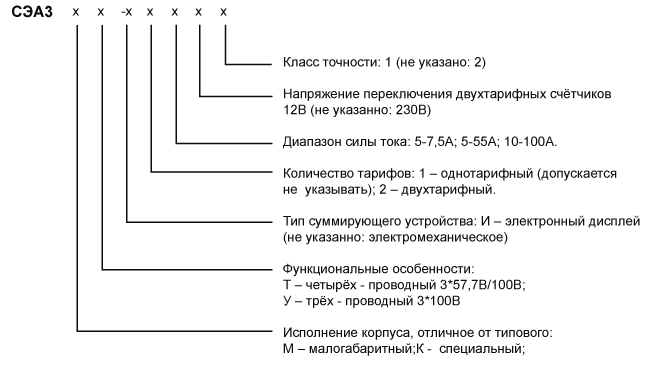 СЭАЗ х х -х х х х х
Класс точности: 1 (не указано: 2)
Напряжение переключения двухтарифных счётчиков
12В (не указанно: 230В)
Диапазон силы тока: 5-7,5А; 5-55А; 10-100А.
Количество тарифов: 1 – однотарифный (допускается
не указывать); 2 – двухтарифный.
Тип суммирующего устройства: И – электронный дисплей
(не указанно: электромеханическое)
Функциональные особенности:
Т – четырёх - проводный 3*57,7В/100В;
У – трёх - проводный 3*100В
Исполнение корпуса, отличное от типового:
М – малогабаритный;К - специальный;